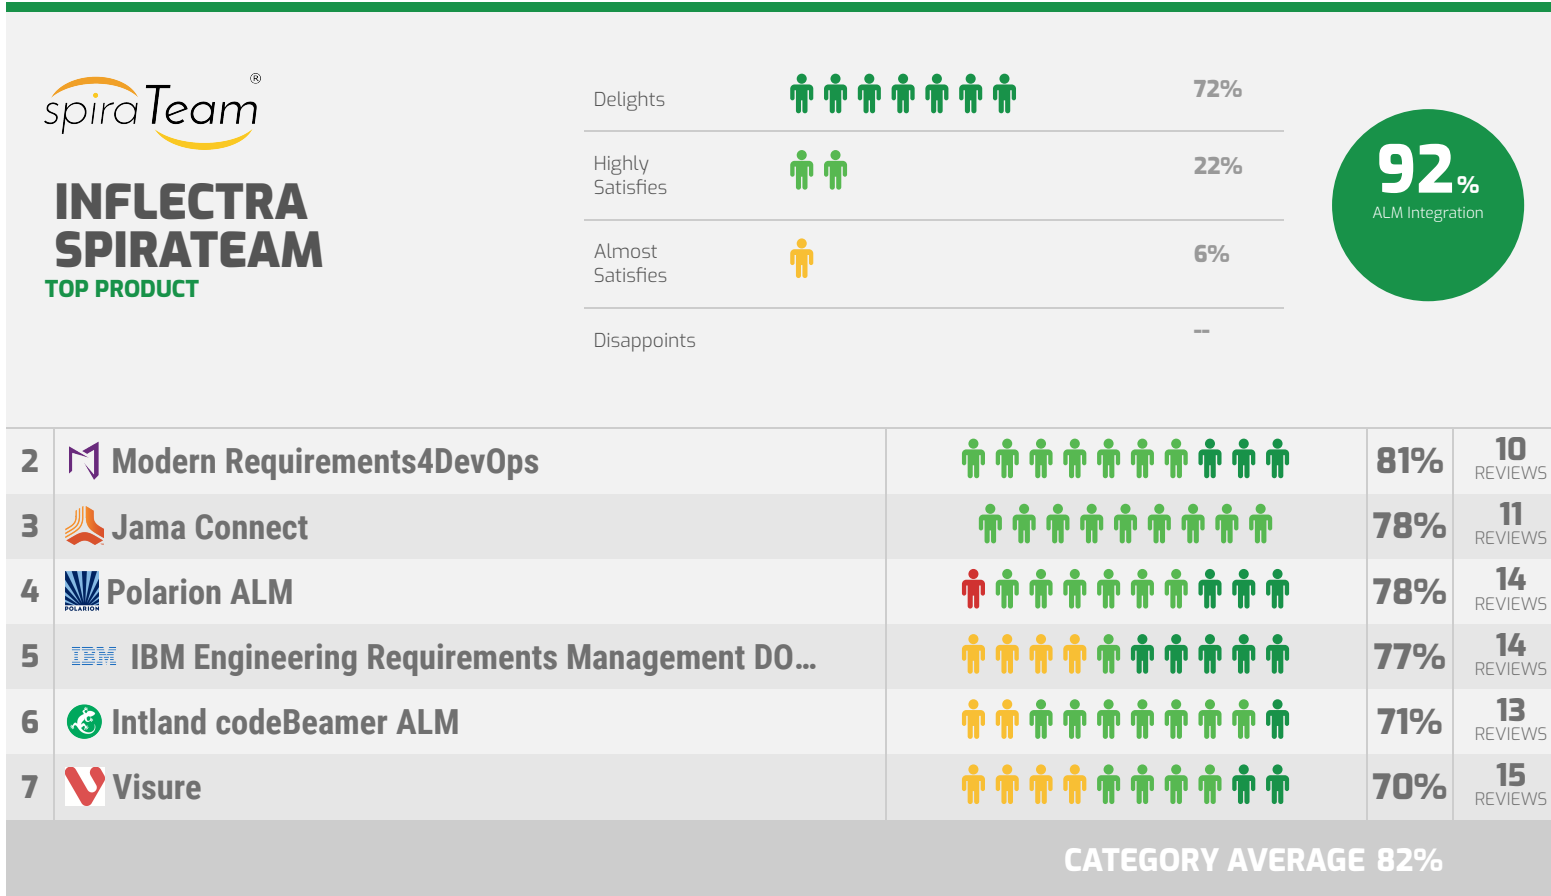 spiraTeam®
INFLECTRA
SPIRATEAM
TOP PRODUCT
Delights 72%
Highly
Satisfies 22%
Almost
Satisfies 6%
Disappoints --
92%
ALM Integration
2 Modern Requirements4DevOps 81% 10 REVIEWS
3 Jama Connect 78% 11 REVIEWS
4 POLARION Polarion ALM 78% 14 REVIEWS
5 IBM IBM Engineering Requirements Management DO... 77% 14 REVIEWS
6 Intland codeBeamer ALM 71% 13 REVIEWS
7 Visure 70% 15 REVIEWS
CATEGORY AVERAGE 82%